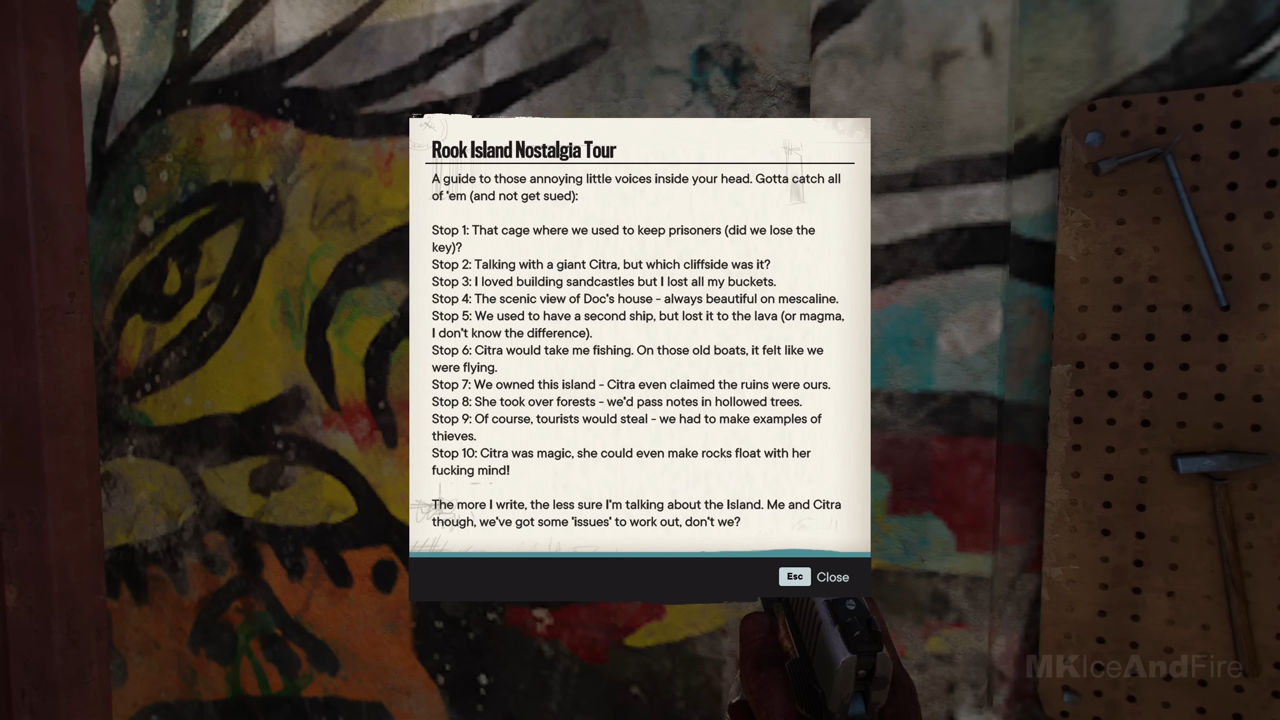 Rook Island Nostalgia Tour
A guide to those annoying little voices inside your head. Gotta catch all
of 'em (and not get sued):
Stop 1: That cage where we used to keep prisoners (did we lose the
key)?
Stop 2: Talking with a giant Citra, but which cliffside was it?
Stop 3: I loved building sandcastles but I lost all my buckets.
Stop 4: The scenic view of Doc's house - always beautiful on mescaline.
Stop 5: We used to have a second ship, but lost it to the lava (or magma,
I don't know the difference).
Stop 6: Citra would take me fishing. On those old boats, it felt like we
were flying.
Stop 7: We owned this island - Citra even claimed the ruins were ours.
Stop 8: She took over forests - we'd pass notes in hollowed trees.
Stop 9: Of course, tourists would steal - we had to make examples of
thieves.
Stop 10: Citra was magic, she could even make rocks float with her
fucking mind!
The more I write, the less sure I'm talking about the Island. Me and Citra
though, we've got some 'issues' to work out, don't we?
Esc Close
MKIceAndFire